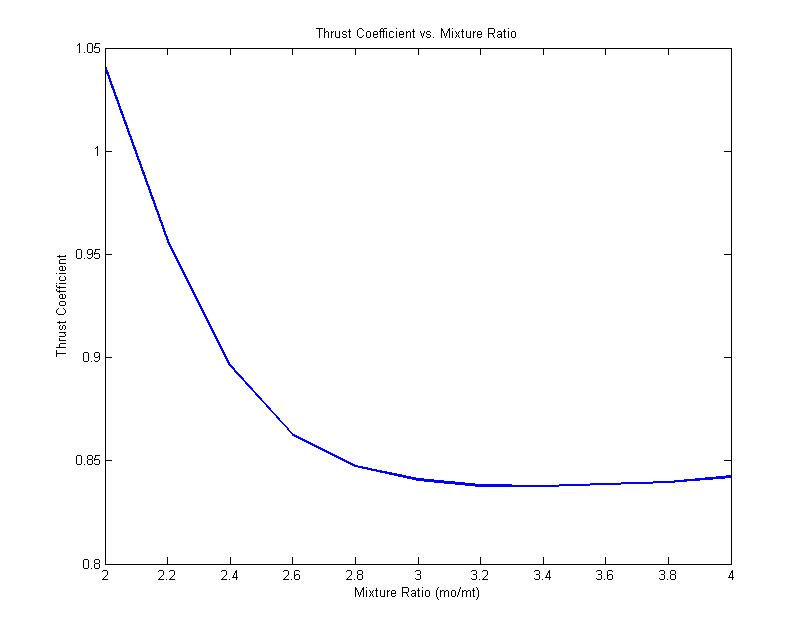 Thrust Coefficient vs. Mixture Ratio
1.05
1
0.95
0.9
0.85
0.8
Thrust Coefficient
2 2.2 2.4 2.6 2.8 3 3.2 3.4 3.6 3.8 4
Mixture Ratio (mo/mt)